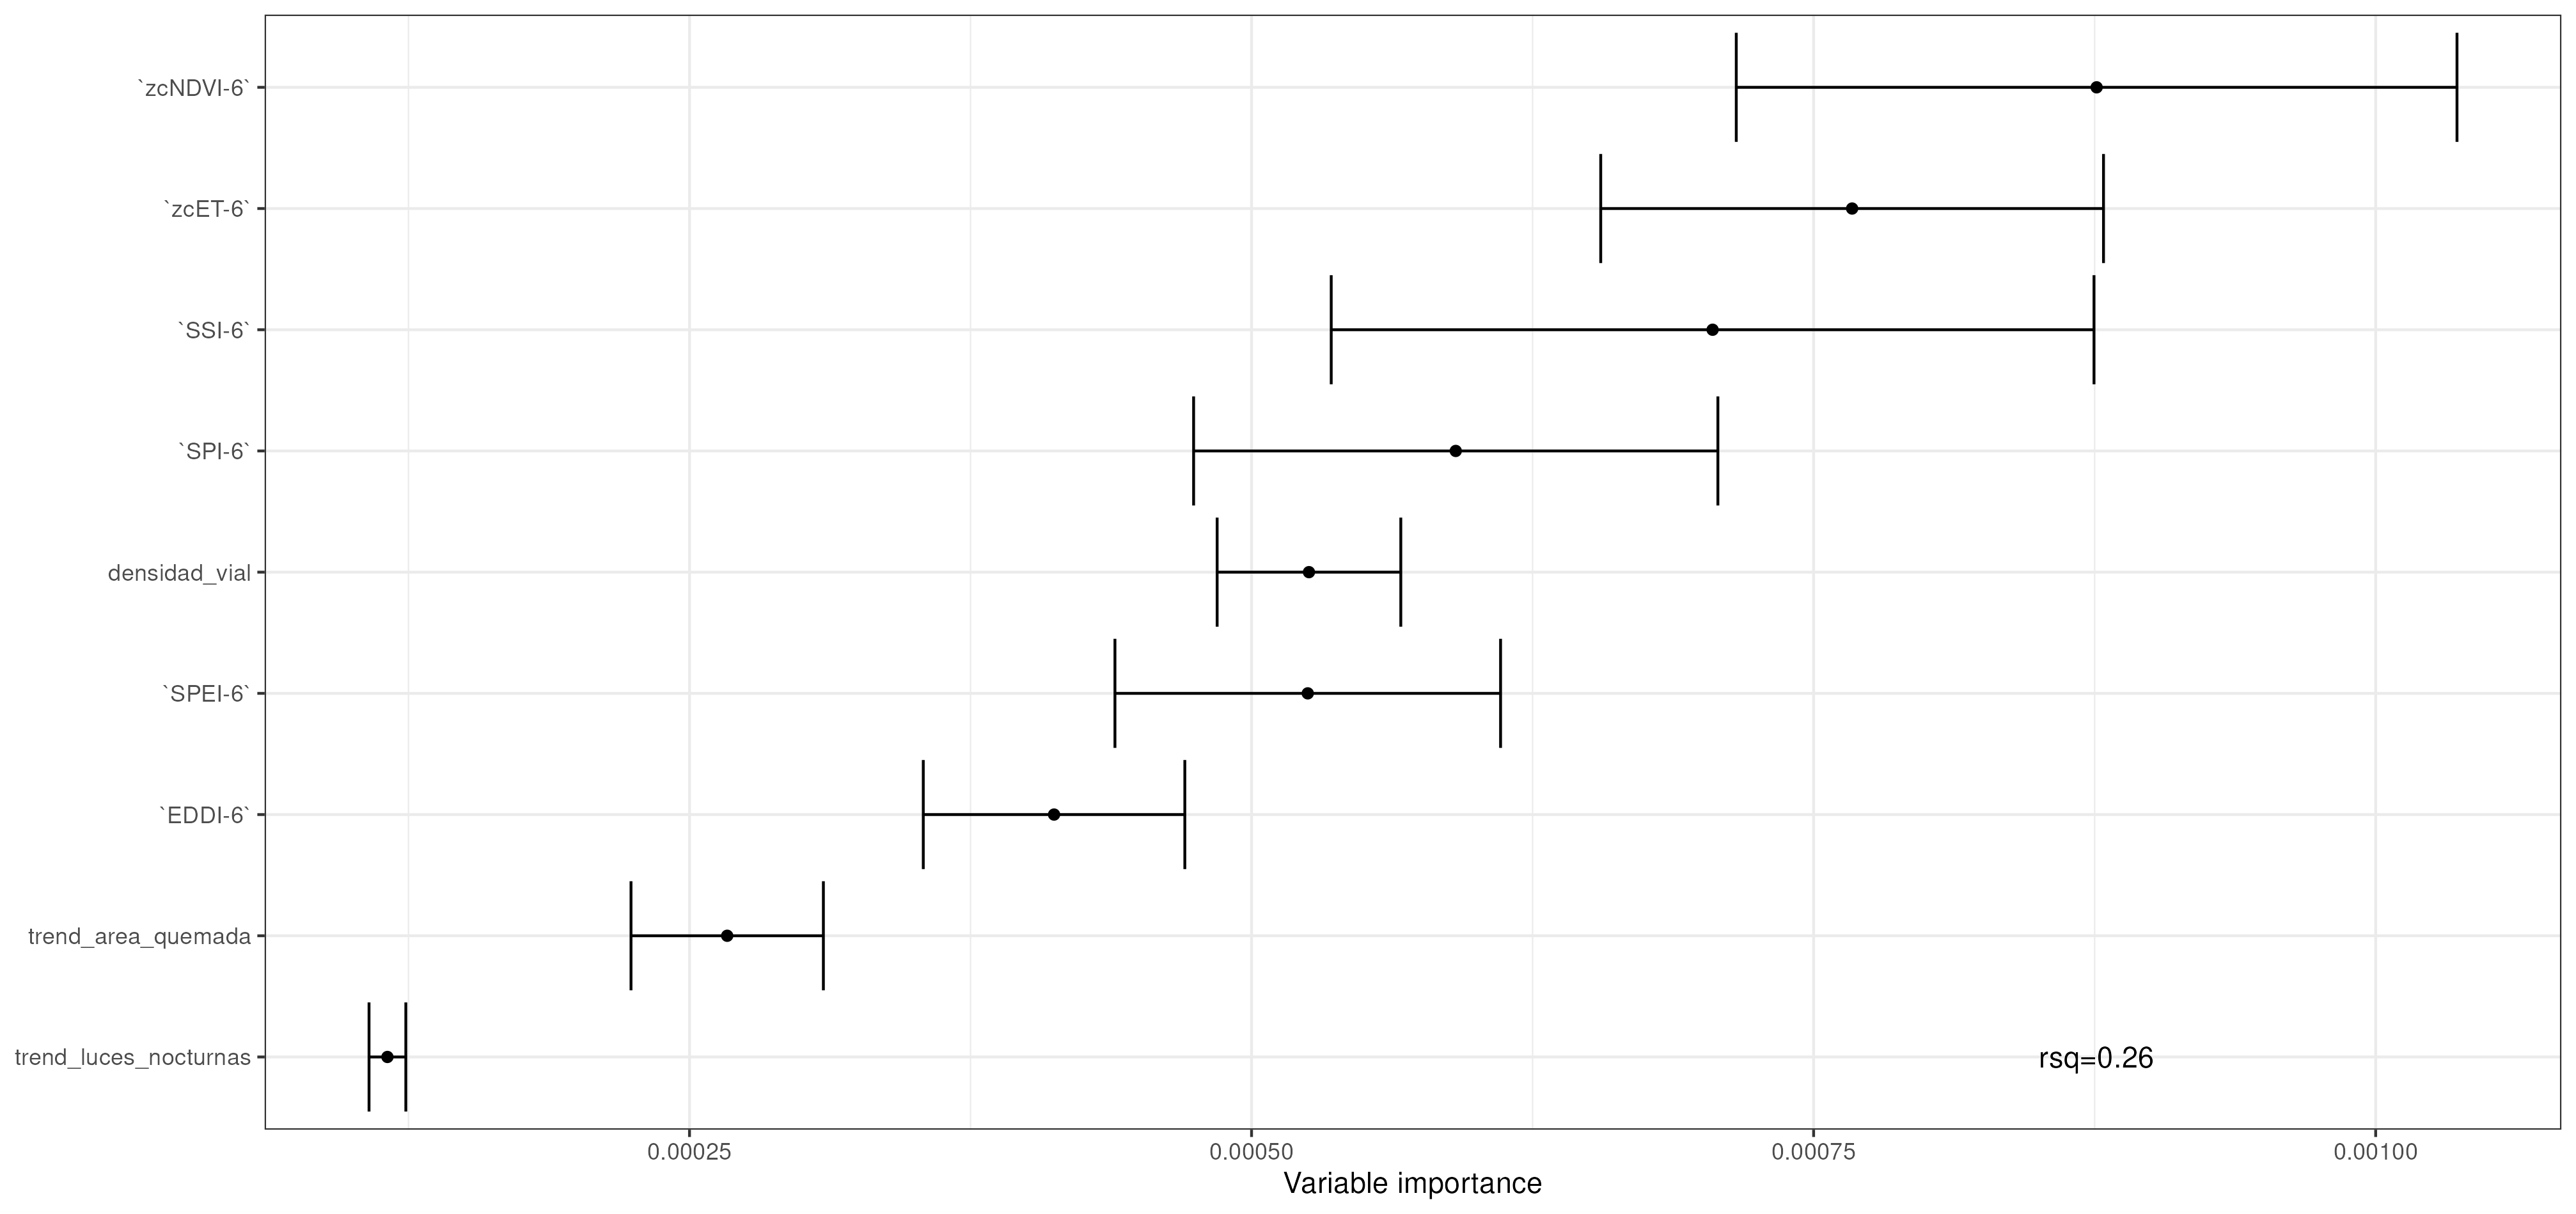 `zcNDVI-6`
`zcET-6`
`SSI-6`
`SPI-6`
densidad_vial
`SPEI-6`
`EDDI-6`
trend_area_quemada
trend_luces_nocturnas
rsq=0.26
0.00025
0.00050
0.00075
0.00100
Variable importance